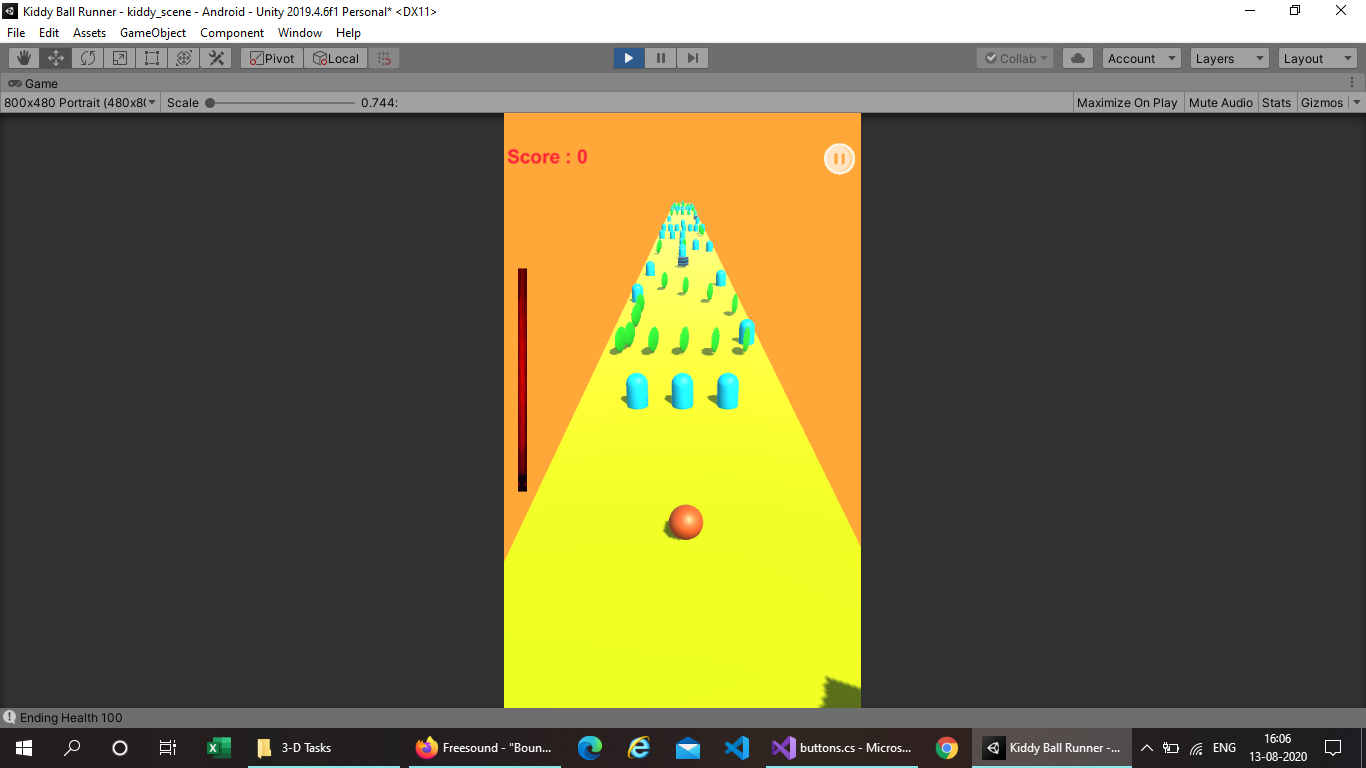 Kiddy Ball Runner - kiddy_scene - Android - Unity 2019.4.6f1 Personal* <DX11>
File Edit Assets GameObject Component Window Help
Pivot Local Collab Account Layers Layout
Game
800x480 Portrait (480x8( Scale 0.744: Maximize On Play Mute Audio Stats Gizmos
Score : 0
Ending Health 100
3-D Tasks Freesound - "Boun... buttons.cs - Micros... Kiddy Ball Runner -... ENG 16:06
13-08-2020